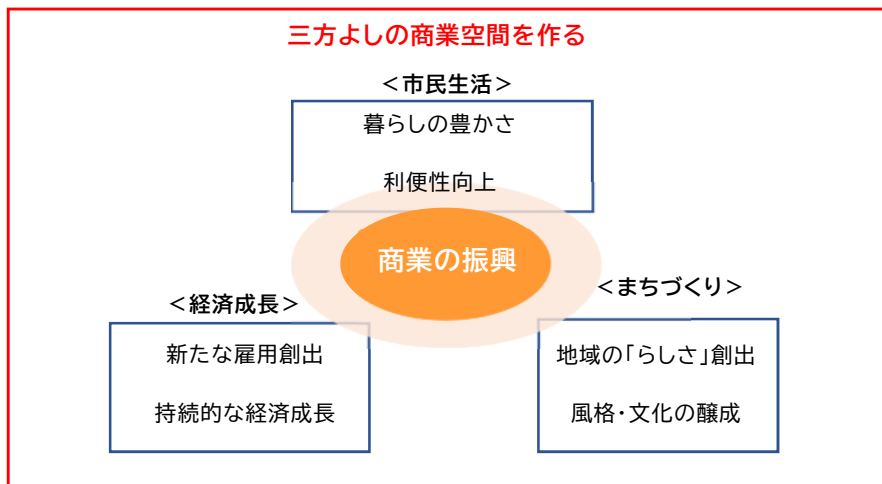 三方よしの商業空間を作る
＜市民生活＞
暮らしの豊かさ
利便性向上
商業の振興
＜経済成長＞
新たな雇用創出
持続的な経済成長
＜まちづくり＞
地域の「らしさ」創出
風格・文化の醸成